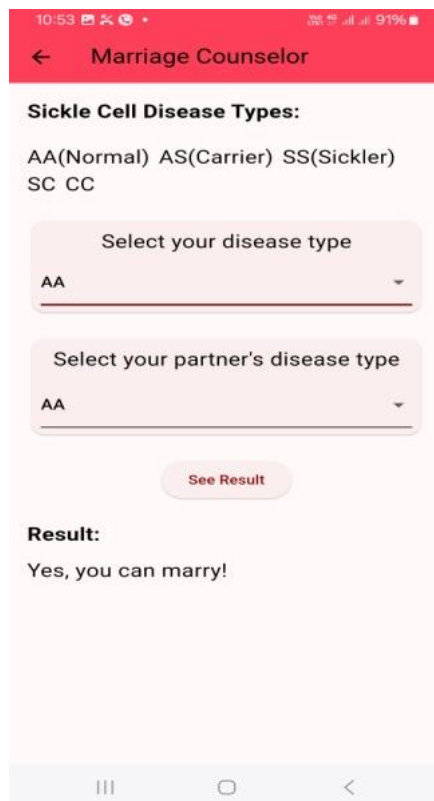 10:53
91%
Marriage Counselor
Sickle Cell Disease Types:
AA(Normal) AS(Carrier) SS(Sickler)
SC CC
Select your disease type
AA
Select your partner's disease type
AA
See Result
Result:
Yes, you can marry!